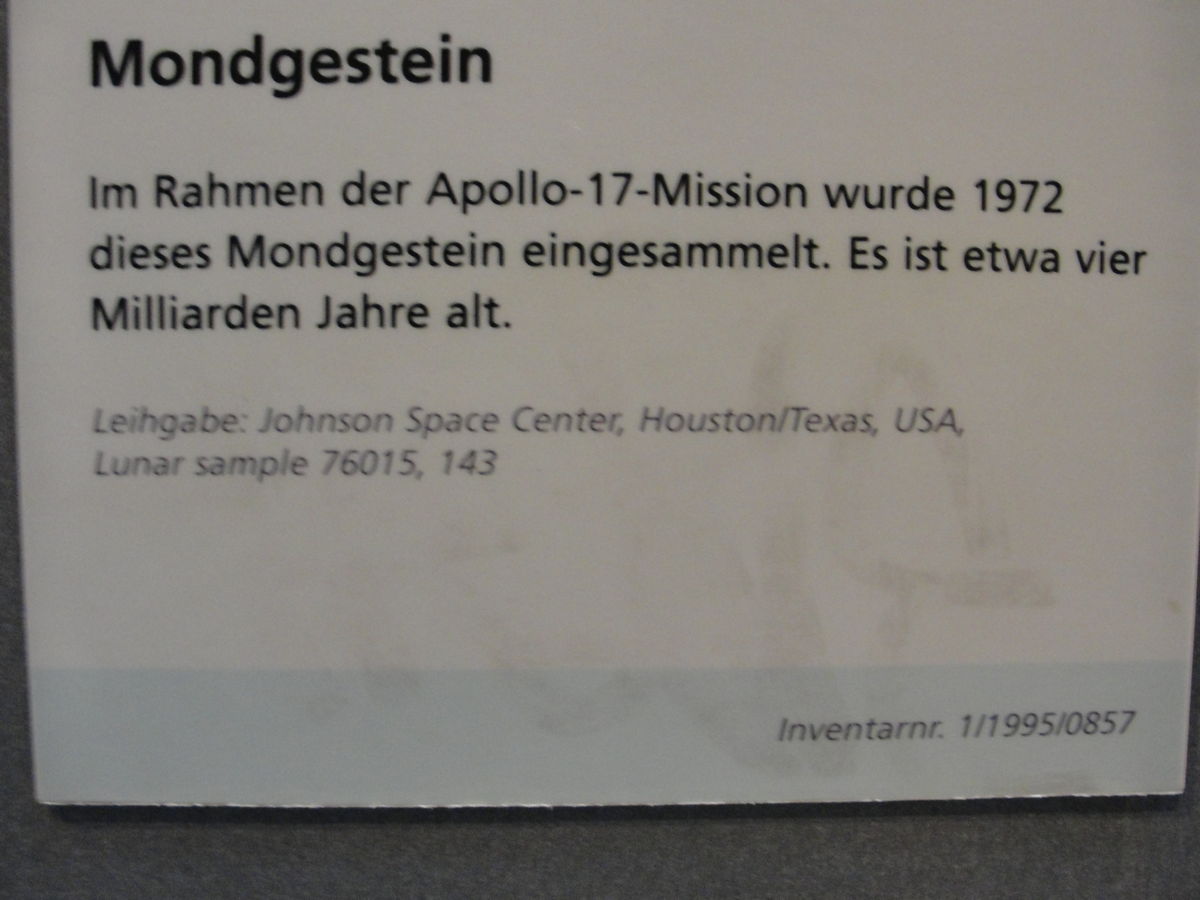 Mondgestein
Im Rahmen der Apollo-17-Mission wurde 1972
dieses Mondgestein eingesammelt. Es ist etwa vier
Milliarden Jahre alt.
Leihgabe: Johnson Space Center, Houston/Texas, USA,
Lunar sample 76015, 143
Inventarnr. 1/1995/0857